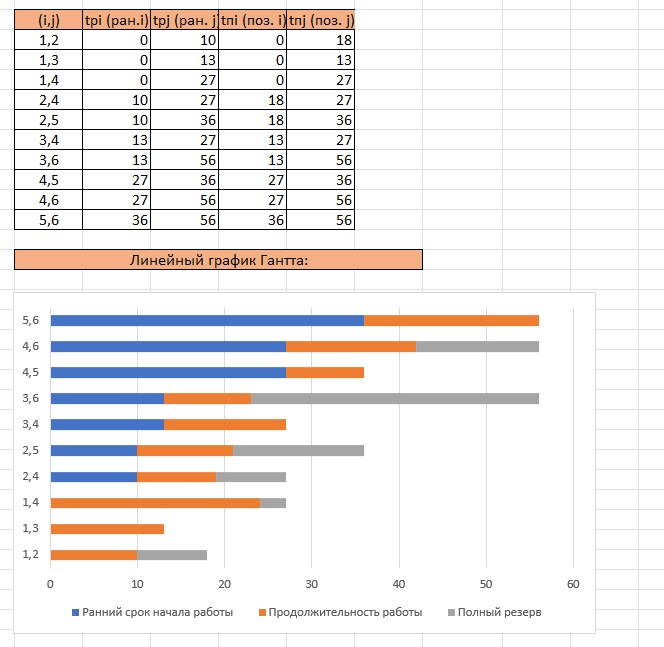 (i,j) tpi (ран.i) tpj (ран. j) tпi (поз. i) tпj (поз. j)
1,2 0 10 0 18
1,3 0 13 0 13
1,4 0 27 0 27
2,4 10 27 18 27
2,5 10 36 18 36
3,4 13 27 13 27
3,6 13 56 13 56
4,5 27 36 27 36
4,6 27 56 27 56
5,6 36 56 36 56
Линейный график Гантта:
5,6
4,6
4,5
3,6
3,4
2,5
2,4
1,4
1,3
1,2
0 10 20 30 40 50 60
Ранний срок начала работы Продолжительность работы Полный резерв